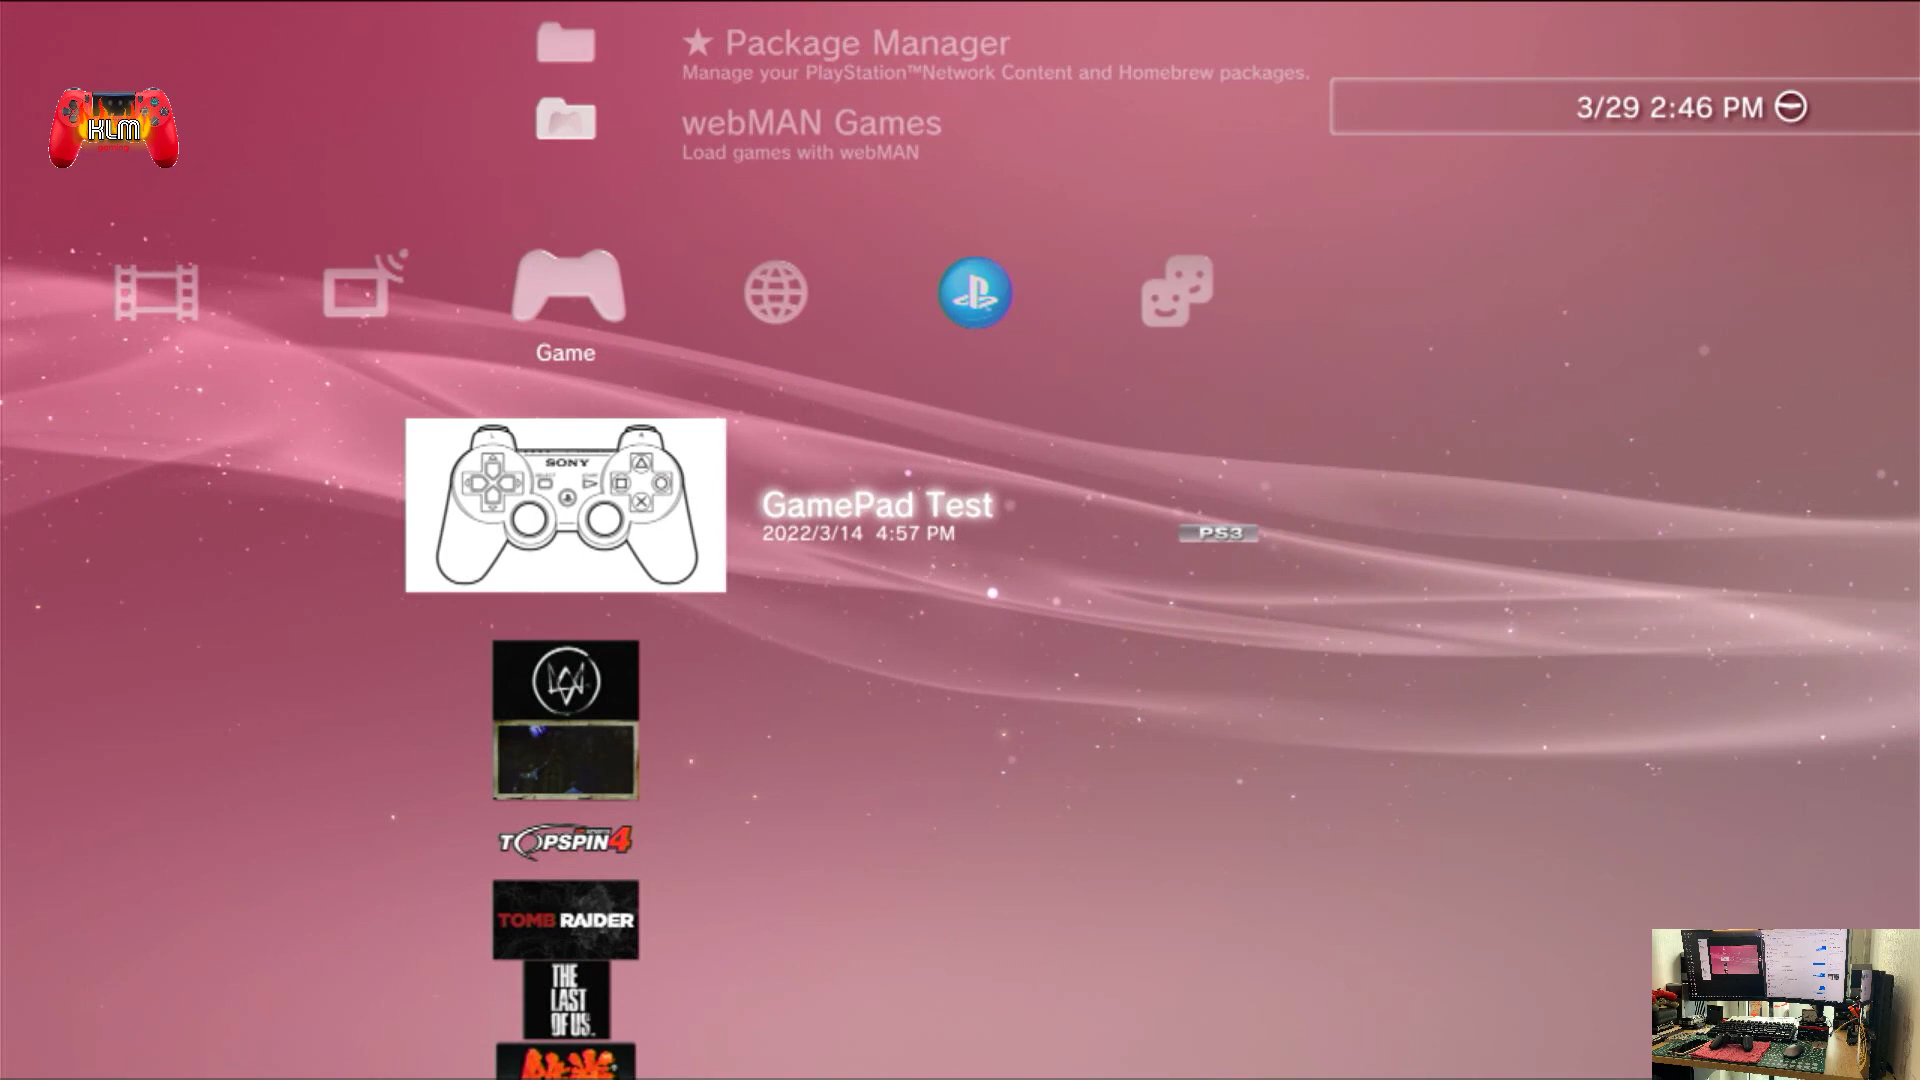 ★ Package Manager
Manage your PlayStation™Network Content and Homebrew packages.
webMAN Games
Load games with webMAN
3/29 2:46 PM
KLM
Game
SONY
GamePad Test
2022/3/14 4:57 PM
PS3
TOPSPIN 4
TOMB RAIDER
THE
LAST
OF US